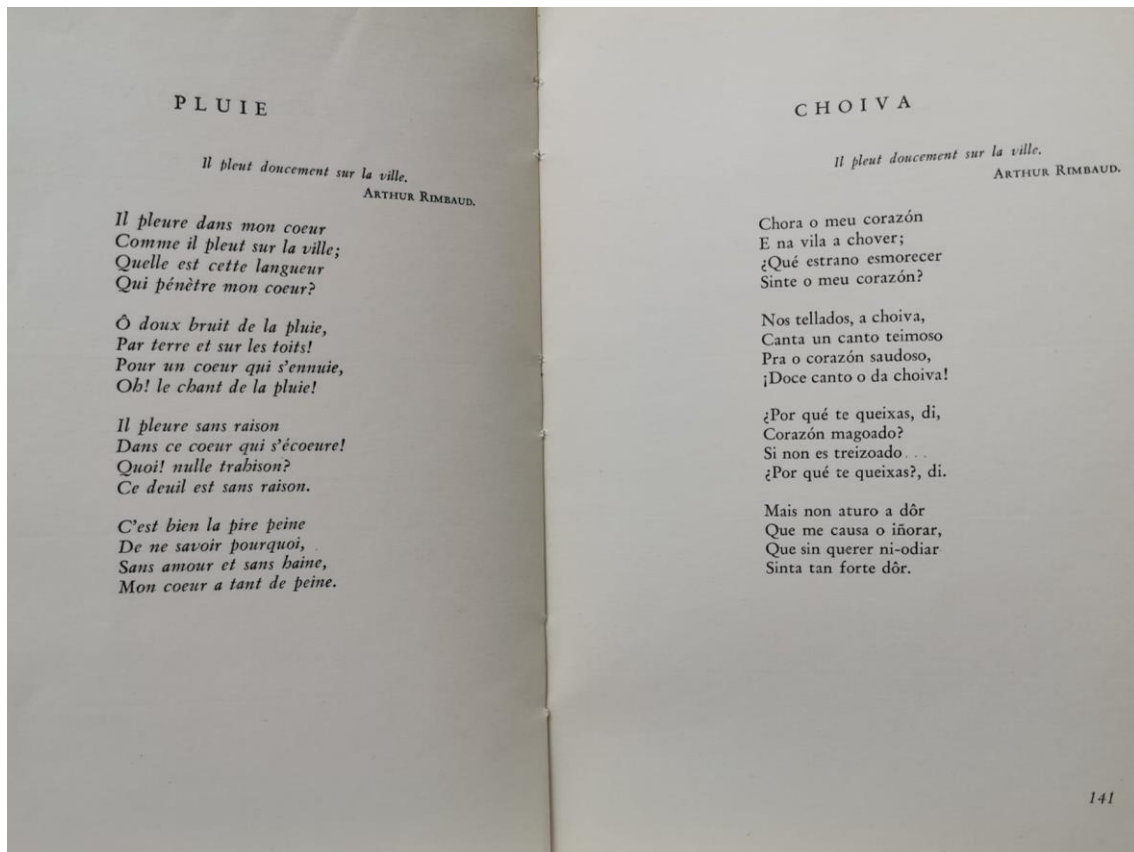 PLUIE
Il pleut doucement sur la ville.
ARTHUR RIMBAUD.
Il pleure dans mon coeur
Comme il pleut sur la ville;
Quelle est cette langueur
Qui pénètre mon coeur?
Ô doux bruit de la pluie,
Par terre et sur les toits!
Pour un coeur qui s'ennuie,
Oh! le chant de la pluie!
Il pleure sans raison
Dans ce coeur qui s'écoeure!
Quoi! nulle trahison?
Ce deuil est sans raison.
C'est bien la pire peine
De ne savoir pourquoi,
Sans amour et sans haine,
Mon coeur a tant de peine.
CHOIVA
Il pleut doucement sur la ville.
ARTHUR RIMBAUD.
Chora o meu corazón
E na vila a chover;
¿Qué estrano esmorecer
Sinte o meu corazón?
Nos tellados, a choiva,
Canta un canto teimoso
Pra o corazón saudoso,
¡Doce canto o da choiva!
¿Por qué te queixas, di,
Corazón magoado?
Si non es treizoado...
¿Por qué te queixas?, di.
Mais non aturo a dôr
Que me causa o iñorar,
Que sin querer ni-odiar
Sinta tan forte dôr.
141